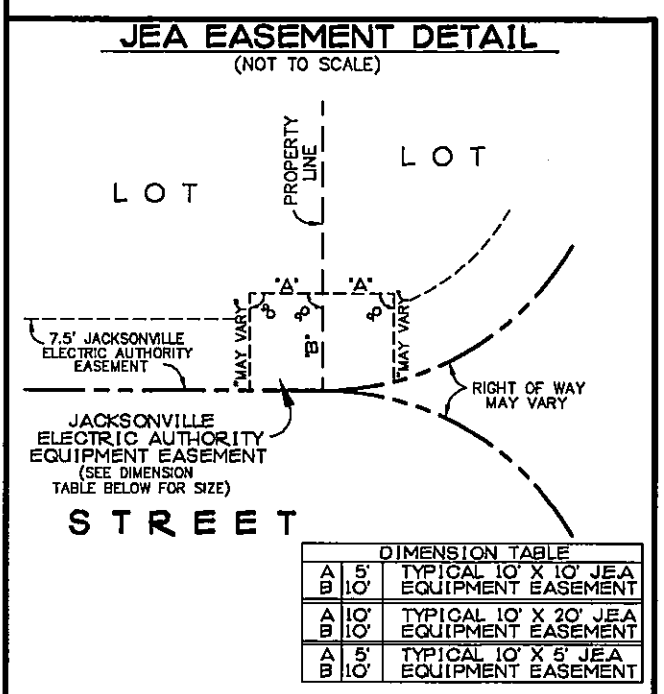 JEA EASEMENT DETAIL
(NOT TO SCALE)
LOT
PROPERTY
LINE
LOT
"A"
"A"
90
90
90
"MAY VARY"
"B"
"MAY VARY"
7.5' JACKSONVILLE
ELECTRIC AUTHORITY
EASEMENT
RIGHT OF WAY
MAY VARY
JACKSONVILLE
ELECTRIC AUTHORITY
EQUIPMENT EASEMENT
(SEE DIMENSION
TABLE BELOW FOR SIZE)
STREET
DIMENSION TABLE
A 5' TYPICAL 10' X 10' JEA
B 10' EQUIPMENT EASEMENT
A 10' TYPICAL 10' X 20' JEA
B 10' EQUIPMENT EASEMENT
A 5' TYPICAL 10' X 5' JEA
B 10' EQUIPMENT EASEMENT